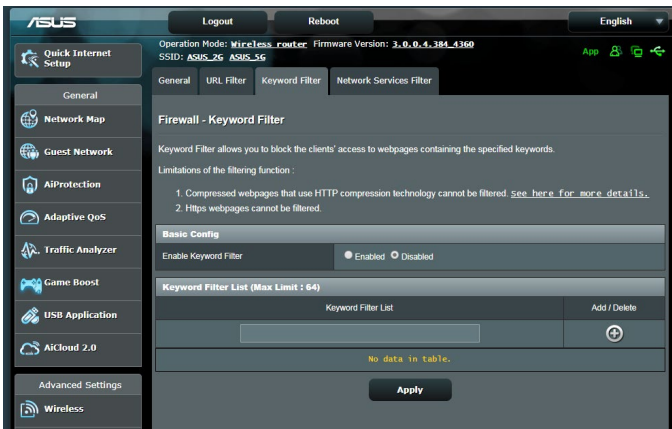 ASUS Logout Reboot English
Quick Internet Setup
Operation Mode: Wireless router Firmware Version: 3.0.0.4.384_4360
SSID: ASUS_2G ASUS_5G
App
General URL Filter Keyword Filter Network Services Filter
General
Network Map
Guest Network
AiProtection
Adaptive QoS
Traffic Analyzer
Game Boost
USB Application
AiCloud 2.0
Advanced Settings
Wireless
Firewall - Keyword Filter
Keyword Filter allows you to block the clients' access to webpages containing the specified keywords.
Limitations of the filtering function :
1. Compressed webpages that use HTTP compression technology cannot be filtered. See here for more details.
2. Https webpages cannot be filtered.
Basic Config
Enable Keyword Filter Enabled Disabled
Keyword Filter List (Max Limit : 64)
Keyword Filter List Add / Delete
No data in table.
Apply